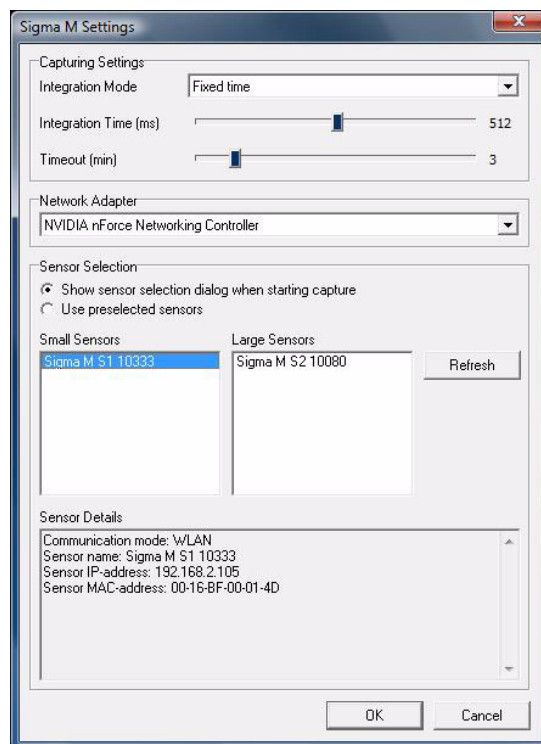 Sigma M Settings
Capturing Settings
Integration Mode
Fixed time
Integration Time (ms)
512
Timeout (min)
3
Network Adapter
NVIDIA nForce Networking Controller
Sensor Selection
Show sensor selection dialog when starting capture
Use preselected sensors
Small Sensors
Large Sensors
Sigma M S1 10333
Sigma M S2 10080
Refresh
Sensor Details
Communication mode: WLAN
Sensor name: Sigma M S1 10333
Sensor IP-address: 192.168.2.105
Sensor MAC-address: 00-16-BF-00-01-4D
OK
Cancel